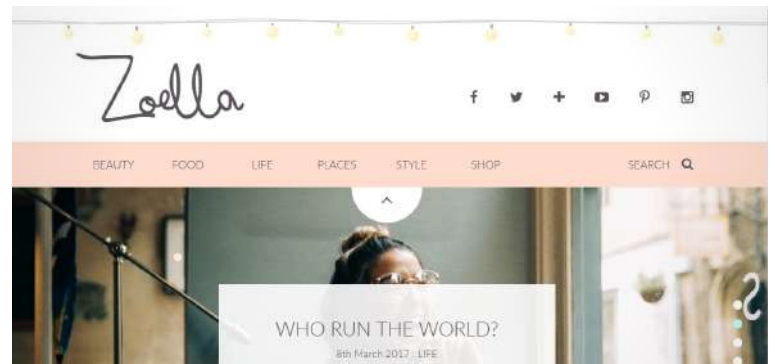 Zoella
BEAUTY FOOD LIFE PLACES STYLE SHOP SEARCH
WHO RUN THE WORLD?
8th March 2017 : LIFE